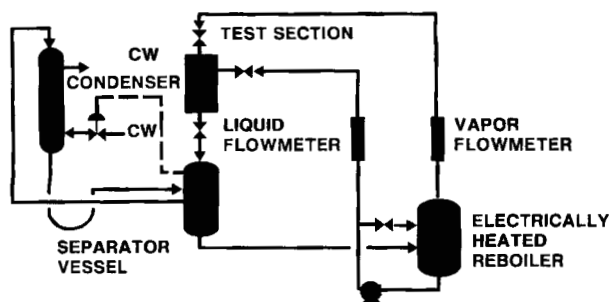 TEST SECTION
CW
CONDENSER
CW
LIQUID
FLOWMETER
VAPOR
FLOWMETER
SEPARATOR
VESSEL
ELECTRICALLY
HEATED
REBOILER